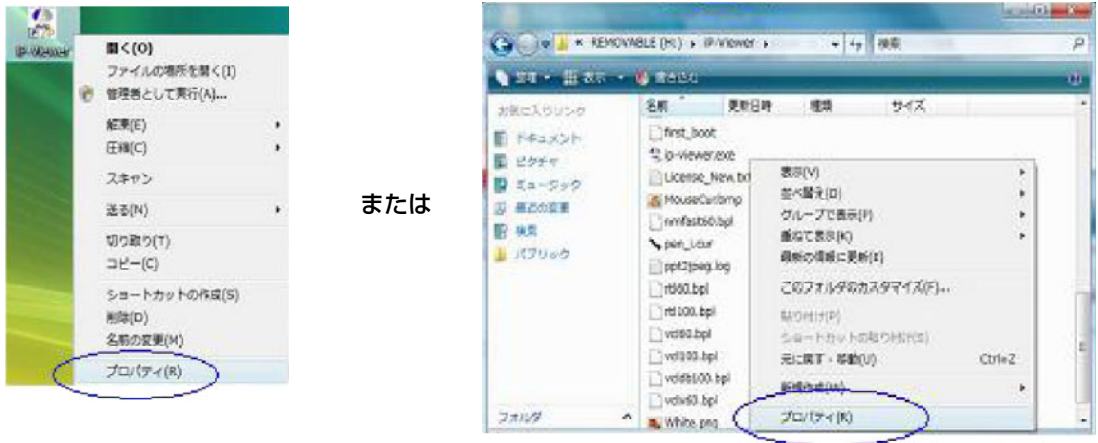 IP-Viewer
開く(O)
ファイルの場所を開く(I)
管理者として実行(A)...
解凍(E)
圧縮(C)
スキャン
送る(N)
切り取り(T)
コピー(C)
ショートカットの作成(S)
削除(D)
名前の変更(M)
プロパティ(R)
または
REMOVABLE (H:) IP-Viewer 検索
整理 表示 書き込む
お気に入りリンク
ドキュメント
ピクチャ
ミュージック
最近の変更
検索
パブリック
フォルダ
名前 更新日時 種類 サイズ
first_boot
ip-viewer.exe
License_New.txt
MouseCur.bmp
nmfast60.bpl
ppt2jpeg.log
rtl60.bpl
rtl100.bpl
vcl60.bpl
vcl100.bpl
vcldb100.bpl
vclx60.bpl
White.png
表示(V)
並べ替え(O)
グループで表示(P)
重ねて表示(K)
最新の情報に更新(E)
このフォルダのカスタマイズ(F)...
貼り付け(P)
ショートカットの貼り付け(S)
元に戻す - 移動(U) Ctrl+Z
新規作成(W)
プロパティ(R)